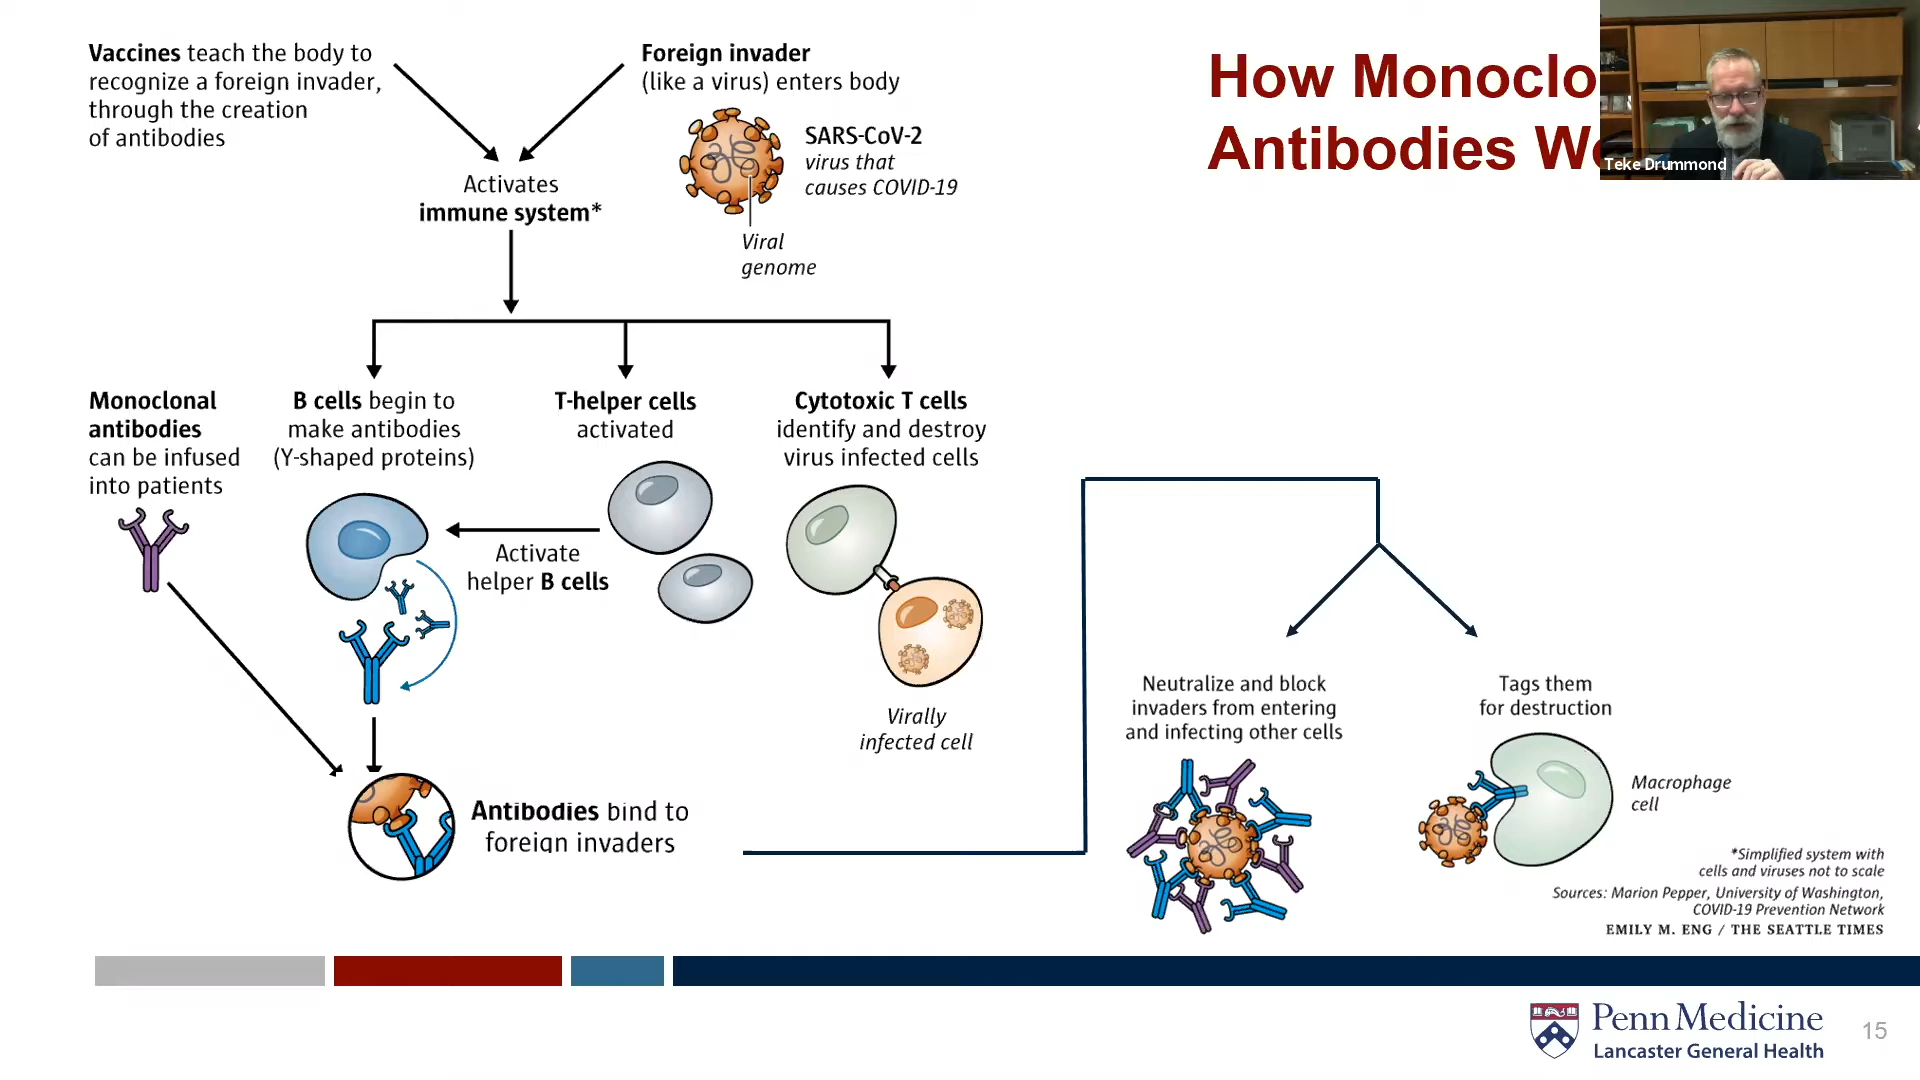 Vaccines teach the body to
recognize a foreign invader,
through the creation
of antibodies
Foreign invader
(like a virus) enters body
SARS-CoV-2
virus that
causes COVID-19
Viral
genome
Activates
immune system*
How Monoclo
Antibodies W
Teke Drummond
Monoclonal
antibodies
can be infused
into patients
B cells begin to
make antibodies
(Y-shaped proteins)
T-helper cells
activated
Cytotoxic T cells
identify and destroy
virus infected cells
Activate
helper B cells
Virally
infected cell
Antibodies bind to
foreign invaders
Neutralize and block
invaders from entering
and infecting other cells
Tags them
for destruction
Macrophage
cell
*Simplified system with
cells and viruses not to scale
Sources: Marion Pepper, University of Washington,
COVID-19 Prevention Network
EMILY M. ENG / THE SEATTLE TIMES
Penn Medicine
Lancaster General Health
15